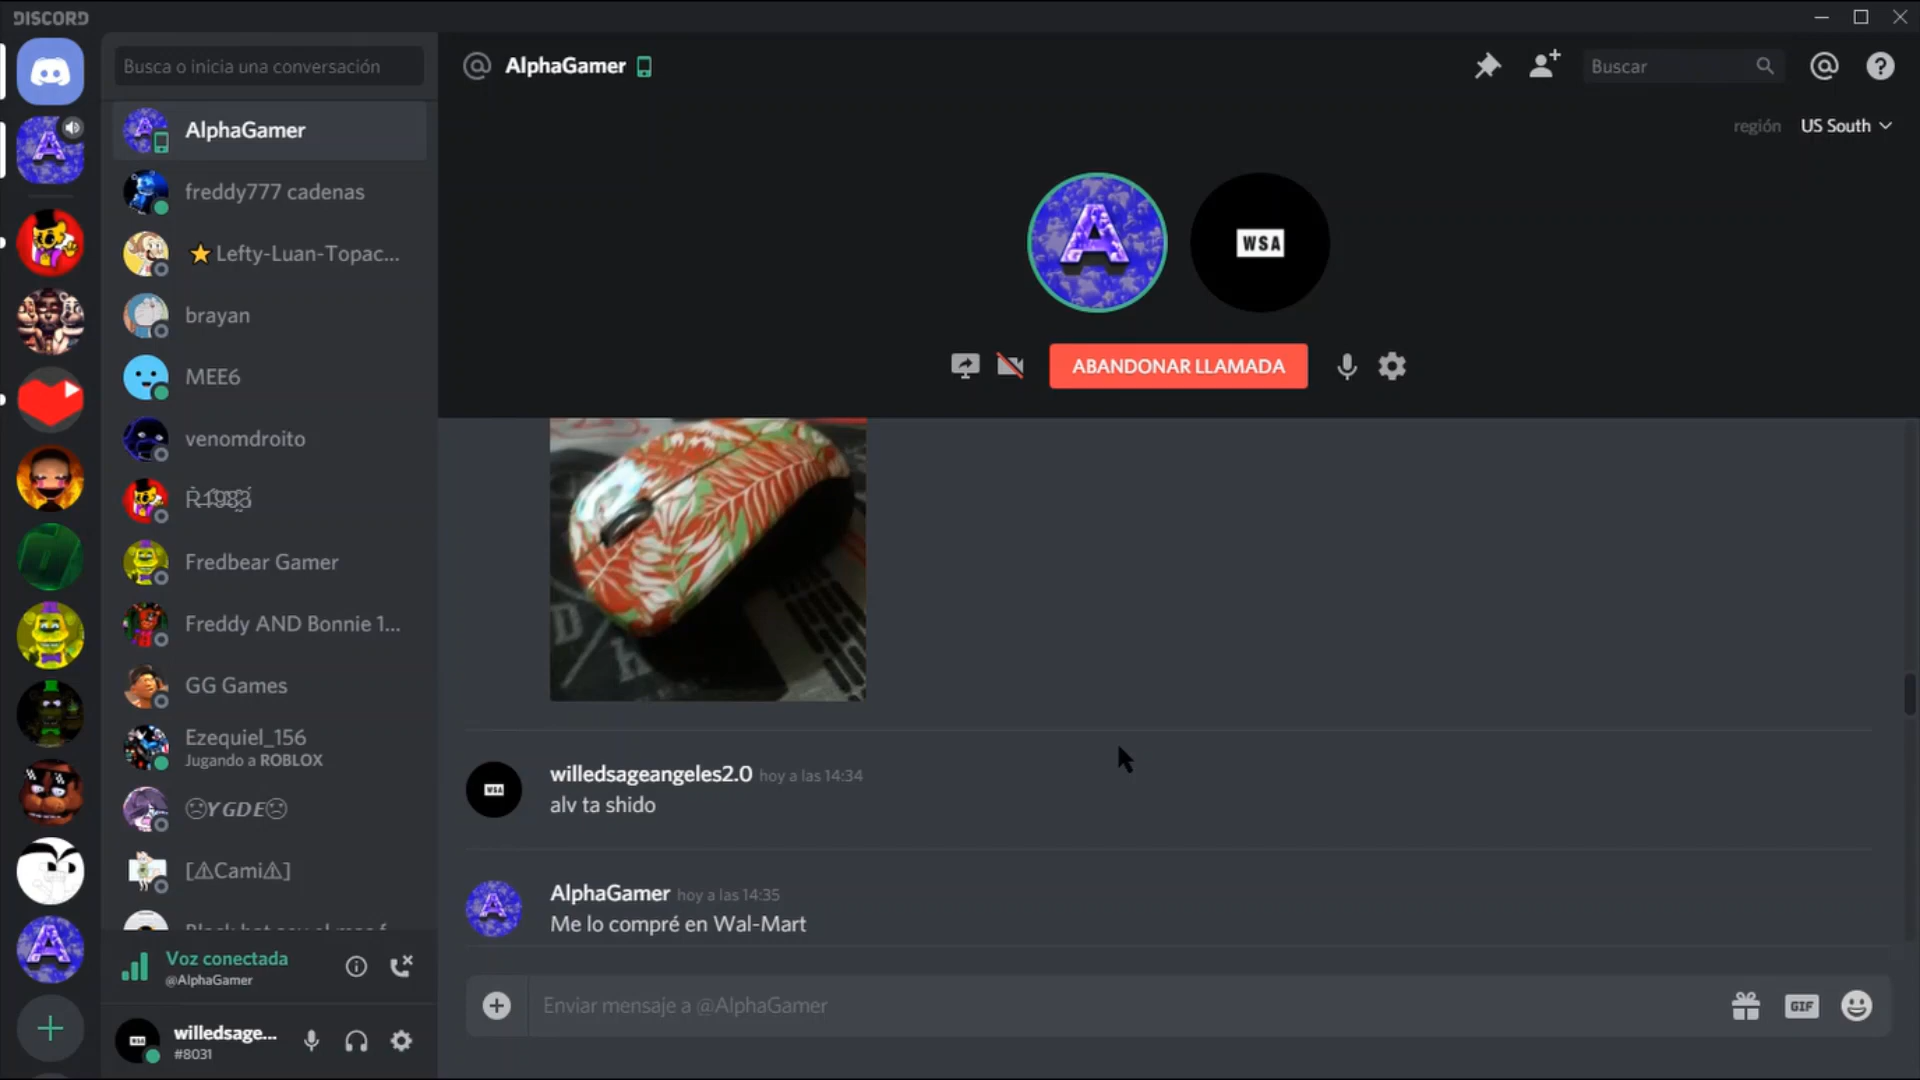 DISCORD
Busca o inicia una conversación
AlphaGamer
freddy777 cadenas
⭐Lefty-Luan-Topac...
brayan
MEE6
venomdroito
R1983
Fredbear Gamer
Freddy AND Bonnie 1...
GG Games
Ezequiel_156
Jugando a ROBLOX
☹YGDE☹
[⚠Cami⚠]
Voz conectada
@AlphaGamer
willedsage...
#8031
AlphaGamer
Buscar
región
US South
A
WSA
ABANDONAR LLAMADA
willedsageangeles2.0 hoy a las 14:34
alv ta shido
AlphaGamer hoy a las 14:35
Me lo compré en Wal-Mart
Enviar mensaje a @AlphaGamer
GIF